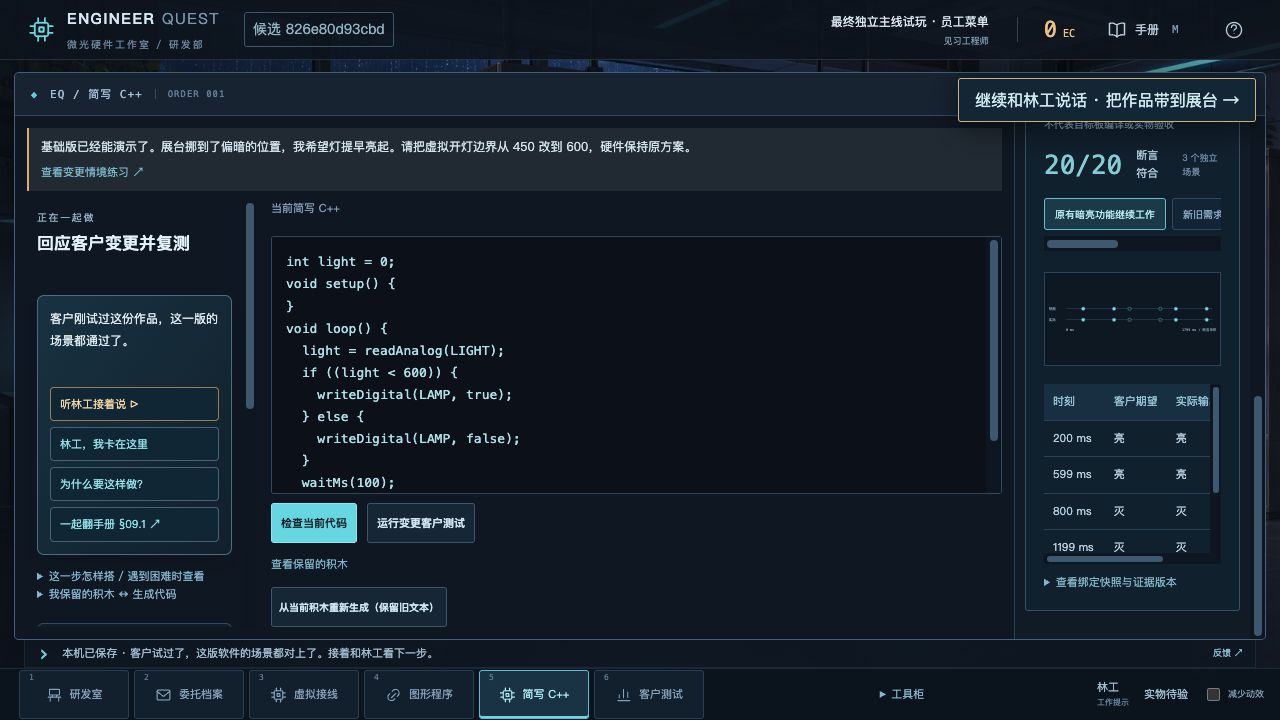 ENGINEER QUEST
微光硬件工作室 / 研发部
候选 826e80d93cbd
最终独立主线试玩 · 员工菜单
见习工程师
0 EC
手册 M
?
EQ / 简写 C++
ORDER 001
继续和林工说话 · 把作品带到展台 →
基础版已经能演示了。展台挪到了偏暗的位置，我希望灯提早亮起。请把虚拟开灯边界从 450 改到 600，硬件保持原方案。
查看变更情境练习 ↗
正在一起做
回应客户变更并复测
客户刚试过这份作品，这一版的
场景都通过了。
听林工接着说 ▷
林工，我卡在这里
为什么要这样做？
一起翻手册 §09.1 ↗
▶ 这一步怎样搭 / 遇到困难时查看
▶ 我保留的积木 ↔ 生成代码
当前简写 C++
int light = 0;
void setup() {
}
void loop() {
light = readAnalog(LIGHT);
if ((light < 600)) {
writeDigital(LAMP, true);
} else {
writeDigital(LAMP, false);
}
waitMs(100);
检查当前代码
运行变更客户测试
查看保留的积木
从当前积木重新生成（保留旧文本）
不代表目标板编译或实物验收
20/20
断言
符合
3 个独立
场景
原有暗亮功能继续工作
新旧需求
时刻 客户期望 实际输
200 ms 亮 亮
599 ms 亮 亮
800 ms 灭 灭
1199 ms 灭 灭
▶ 查看绑定快照与证据版本
本机已保存 · 客户试过了，这版软件的场景都对上了。接着和林工看下一步。
反馈 ↗
1 研发室
2 委托档案
3 虚拟接线
4 图形程序
5 简写 C++
6 客户测试
▶ 工具柜
林工
工作提示
实物待验
减少动效